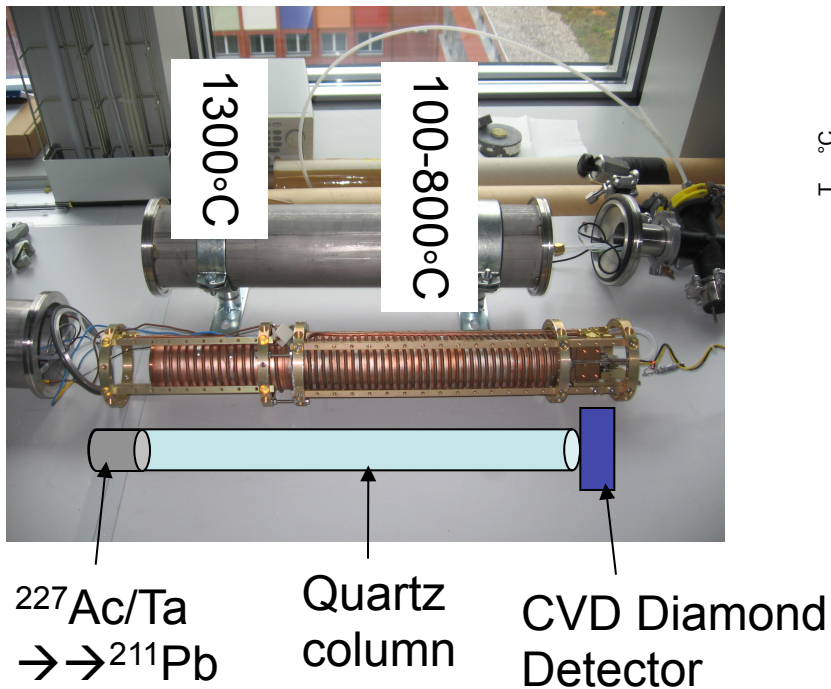 1300°C
100-800°C
²²⁷Ac/Ta
→→²¹¹Pb
Quartz
column
CVD Diamond
Detector